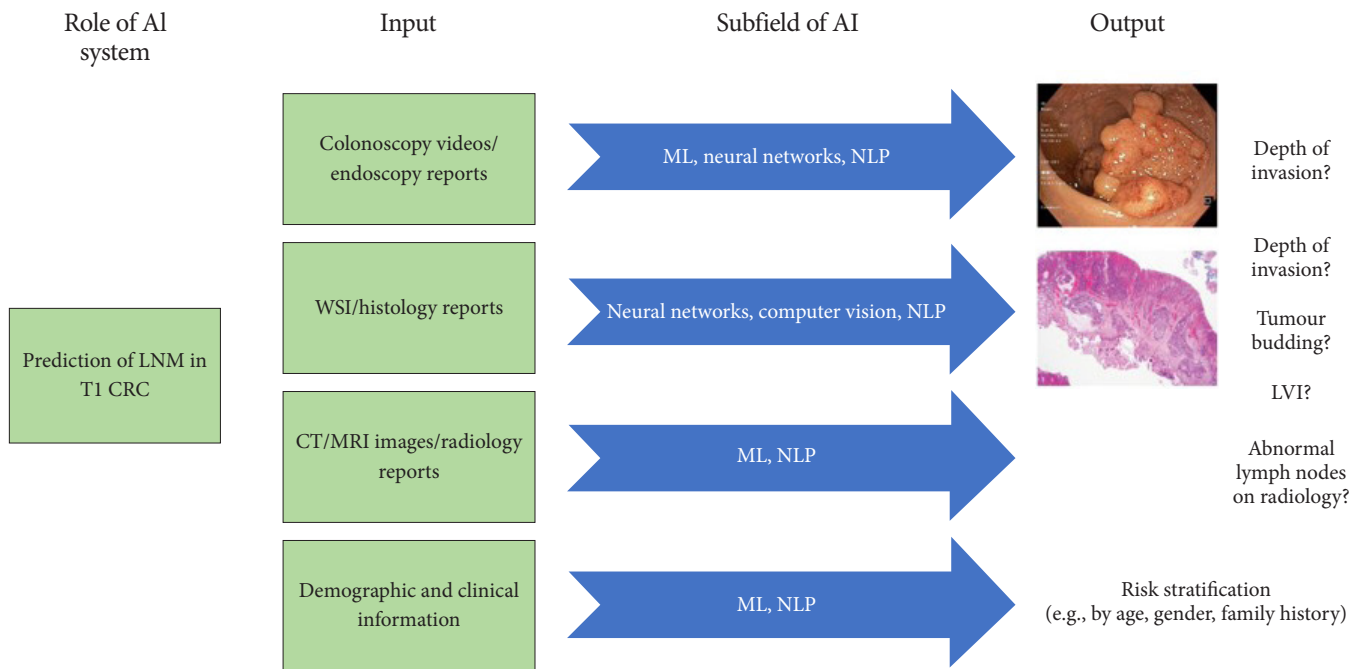 Role of AI
system
Input
Subfield of AI
Output
Colonoscopy videos/
endoscopy reports
ML, neural networks, NLP
Depth of
invasion?
WSI/histology reports
Neural networks, computer vision, NLP
Depth of
invasion?
Tumour
budding?
LVI?
Prediction of LNM in
T1 CRC
CT/MRI images/radiology
reports
ML, NLP
Abnormal
lymph nodes
on radiology?
Demographic and clinical
information
ML, NLP
Risk stratification
(e.g., by age, gender, family history)